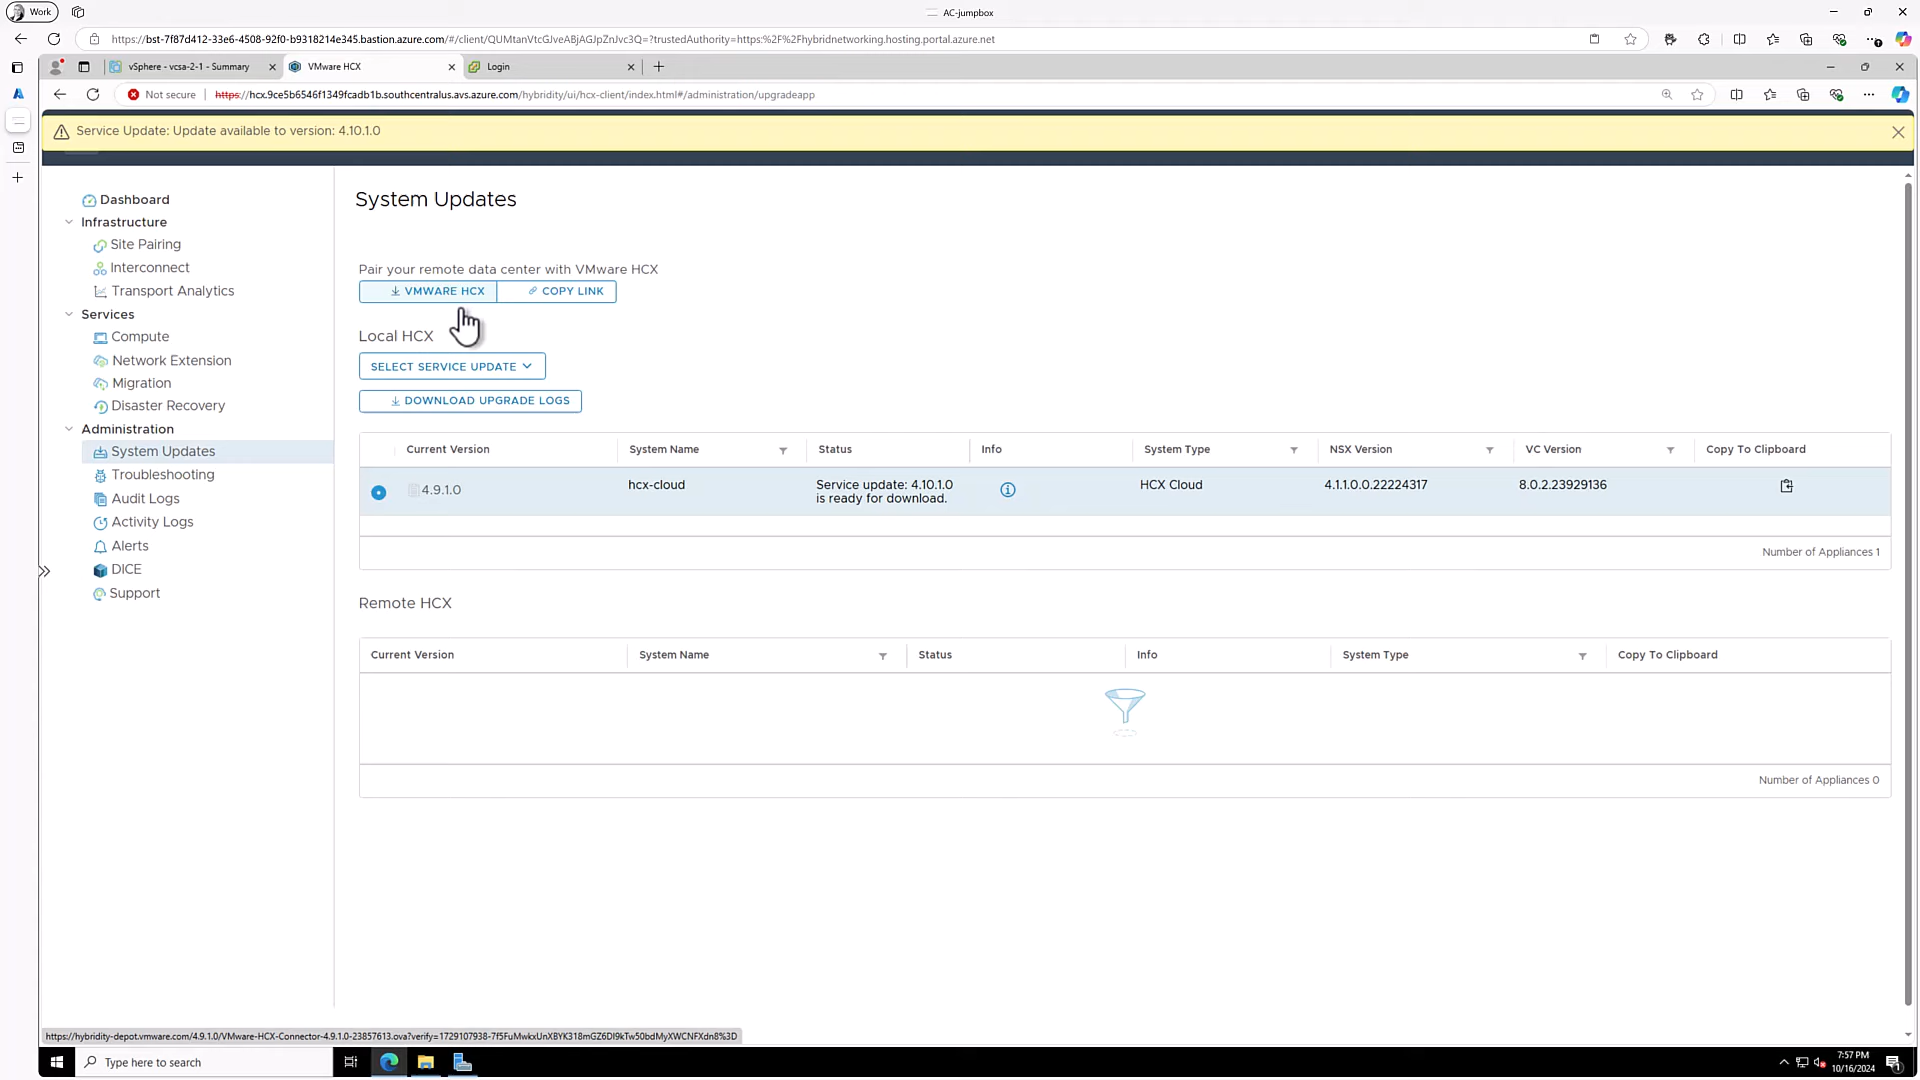 Work
AC-jumpbox
https://bst-7f87d412-33e6-4508-92f0-b9318214e345.bastion.azure.com/#/client/QUMtanVtcGJveABjAGJpZnJvc3Q=?trustedAuthority=https:%2F%2Fhybridnetworking.hosting.portal.azure.net
vSphere - vcsa-2-1 - Summary
VMware HCX
Login
Not secure
https://hcx.9ce5b6546f1349fcadb1b.southcentralus.avs.azure.com/hybridity/ui/hcx-client/index.html#/administration/upgradeapp
Service Update: Update available to version: 4.10.1.0
Dashboard
Infrastructure
Site Pairing
Interconnect
Transport Analytics
Services
Compute
Network Extension
Migration
Disaster Recovery
Administration
System Updates
Troubleshooting
Audit Logs
Activity Logs
Alerts
DICE
Support
System Updates
Pair your remote data center with VMware HCX
VMWARE HCX
COPY LINK
Local HCX
SELECT SERVICE UPDATE
DOWNLOAD UPGRADE LOGS
Current Version System Name Status Info System Type NSX Version VC Version Copy To Clipboard
4.9.1.0 hcx-cloud Service update: 4.10.1.0 HCX Cloud 4.1.1.0.0.22224317 8.0.2.23929136
is ready for download.
Number of Appliances 1
Remote HCX
Current Version System Name Status Info System Type Copy To Clipboard
Number of Appliances 0
https://hybridity-depot.vmware.com/4.9.1.0/VMware-HCX-Connector-4.9.1.0-23857613.ova?verify=1729107938-7f5FuMwkxUnXBYK318mGZ6DI9kTw50bdMyXWCNFXdn8%3D
Type here to search
7:57 PM
10/16/2024